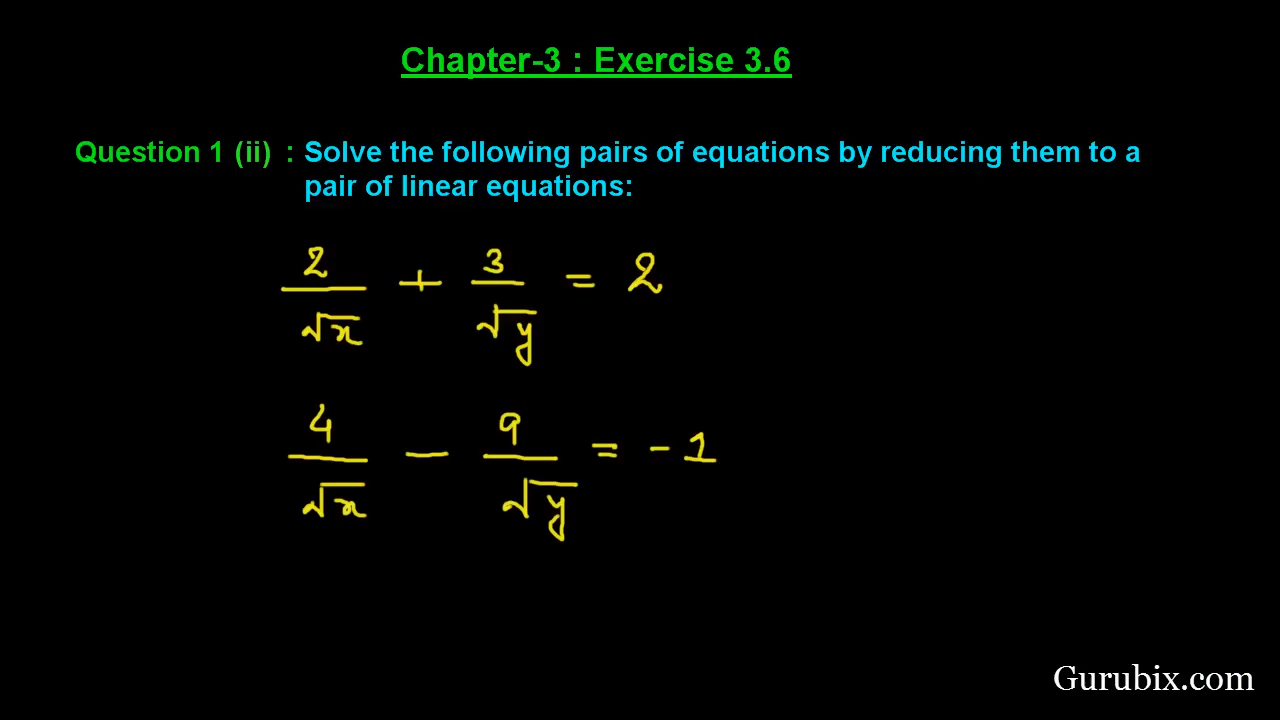 Chapter-3 : Exercise 3.6
Question 1 (ii) : Solve the following pairs of equations by reducing them to a
pair of linear equations:
2/√x + 3/√y = 2
4/√x − 9/√y = -1
Gurubix.com